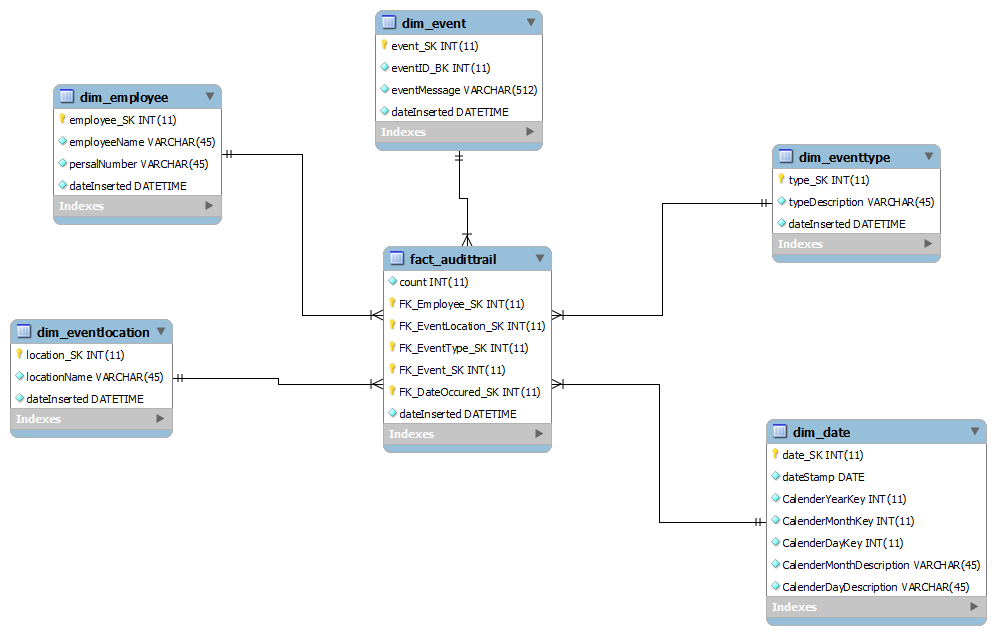 dim_event
event_SK INT(11)
eventID_BK INT(11)
eventMessage VARCHAR(512)
dateInserted DATETIME
Indexes
dim_employee
employee_SK INT(11)
employeeName VARCHAR(45)
persalNumber VARCHAR(45)
dateInserted DATETIME
Indexes
dim_eventtype
type_SK INT(11)
typeDescription VARCHAR(45)
dateInserted DATETIME
Indexes
fact_audittrail
count INT(11)
FK_Employee_SK INT(11)
FK_EventLocation_SK INT(11)
FK_EventType_SK INT(11)
FK_Event_SK INT(11)
FK_DateOccured_SK INT(11)
dateInserted DATETIME
Indexes
dim_eventlocation
location_SK INT(11)
locationName VARCHAR(45)
dateInserted DATETIME
Indexes
dim_date
date_SK INT(11)
dateStamp DATE
CalenderYearKey INT(11)
CalenderMonthKey INT(11)
CalenderDayKey INT(11)
CalenderMonthDescription VARCHAR(45)
CalenderDayDescription VARCHAR(45)
Indexes